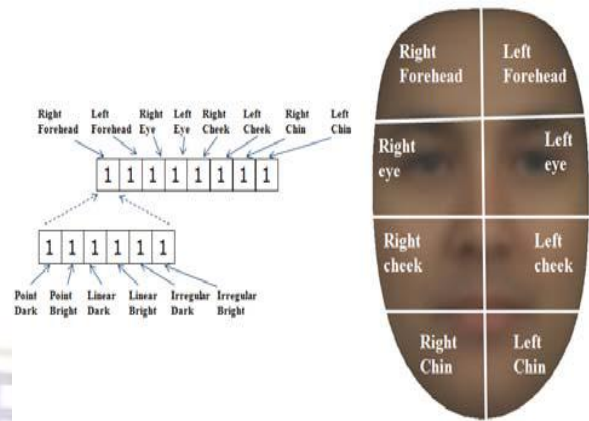 Right Left Right Left Right Left Right Left
Forehead Forehead Eye Eye Cheek Cheek Chin Chin
1 1 1 1 1 1 1 1
1 1 1 1 1 1
Point Point Linear Linear Irregular Irregular
Dark Bright Dark Bright Dark Bright
Right Left
Forehead Forehead
Right Left
eye eye
Right Left
cheek cheek
Right Left
Chin Chin